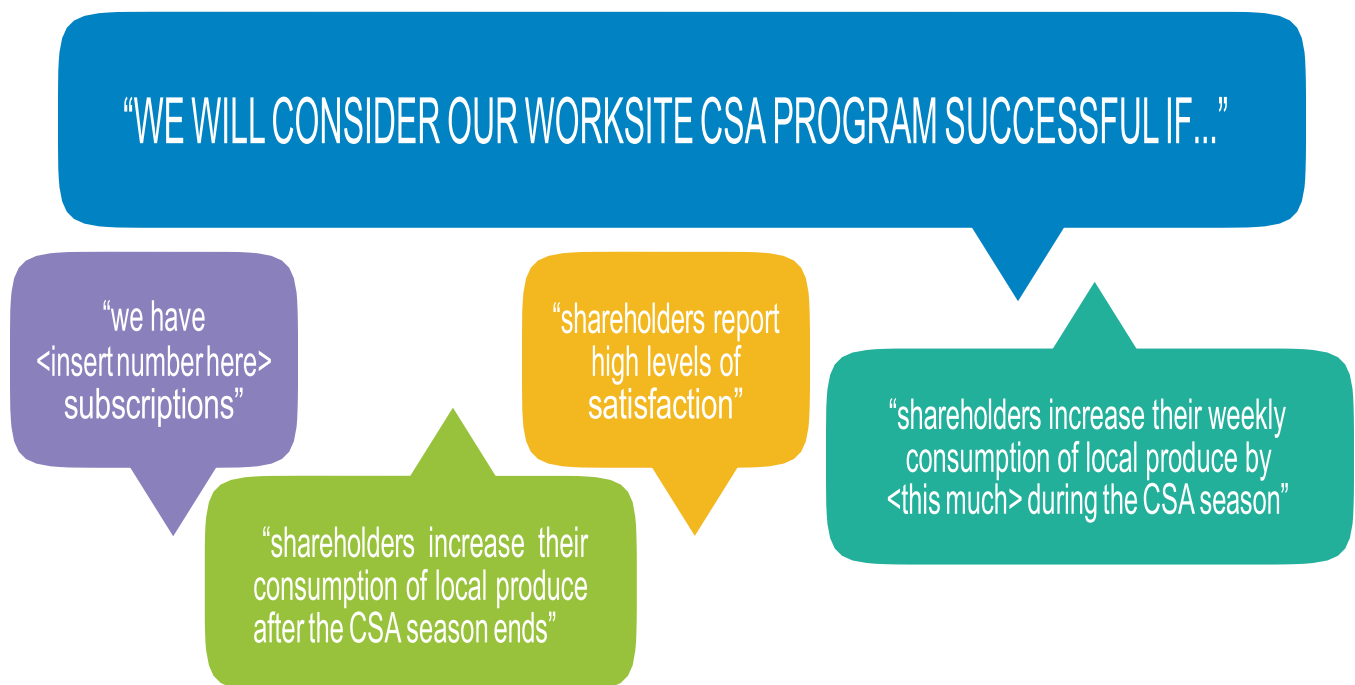 “WE WILL CONSIDER OUR WORKSITE CSA PROGRAM SUCCESSFUL IF...”
“we have
<insert number here>
subscriptions”
“shareholders report
high levels of
satisfaction”
“shareholders increase their weekly
consumption of local produce by
<this much> during the CSA season”
“shareholders increase their
consumption of local produce
after the CSA season ends”